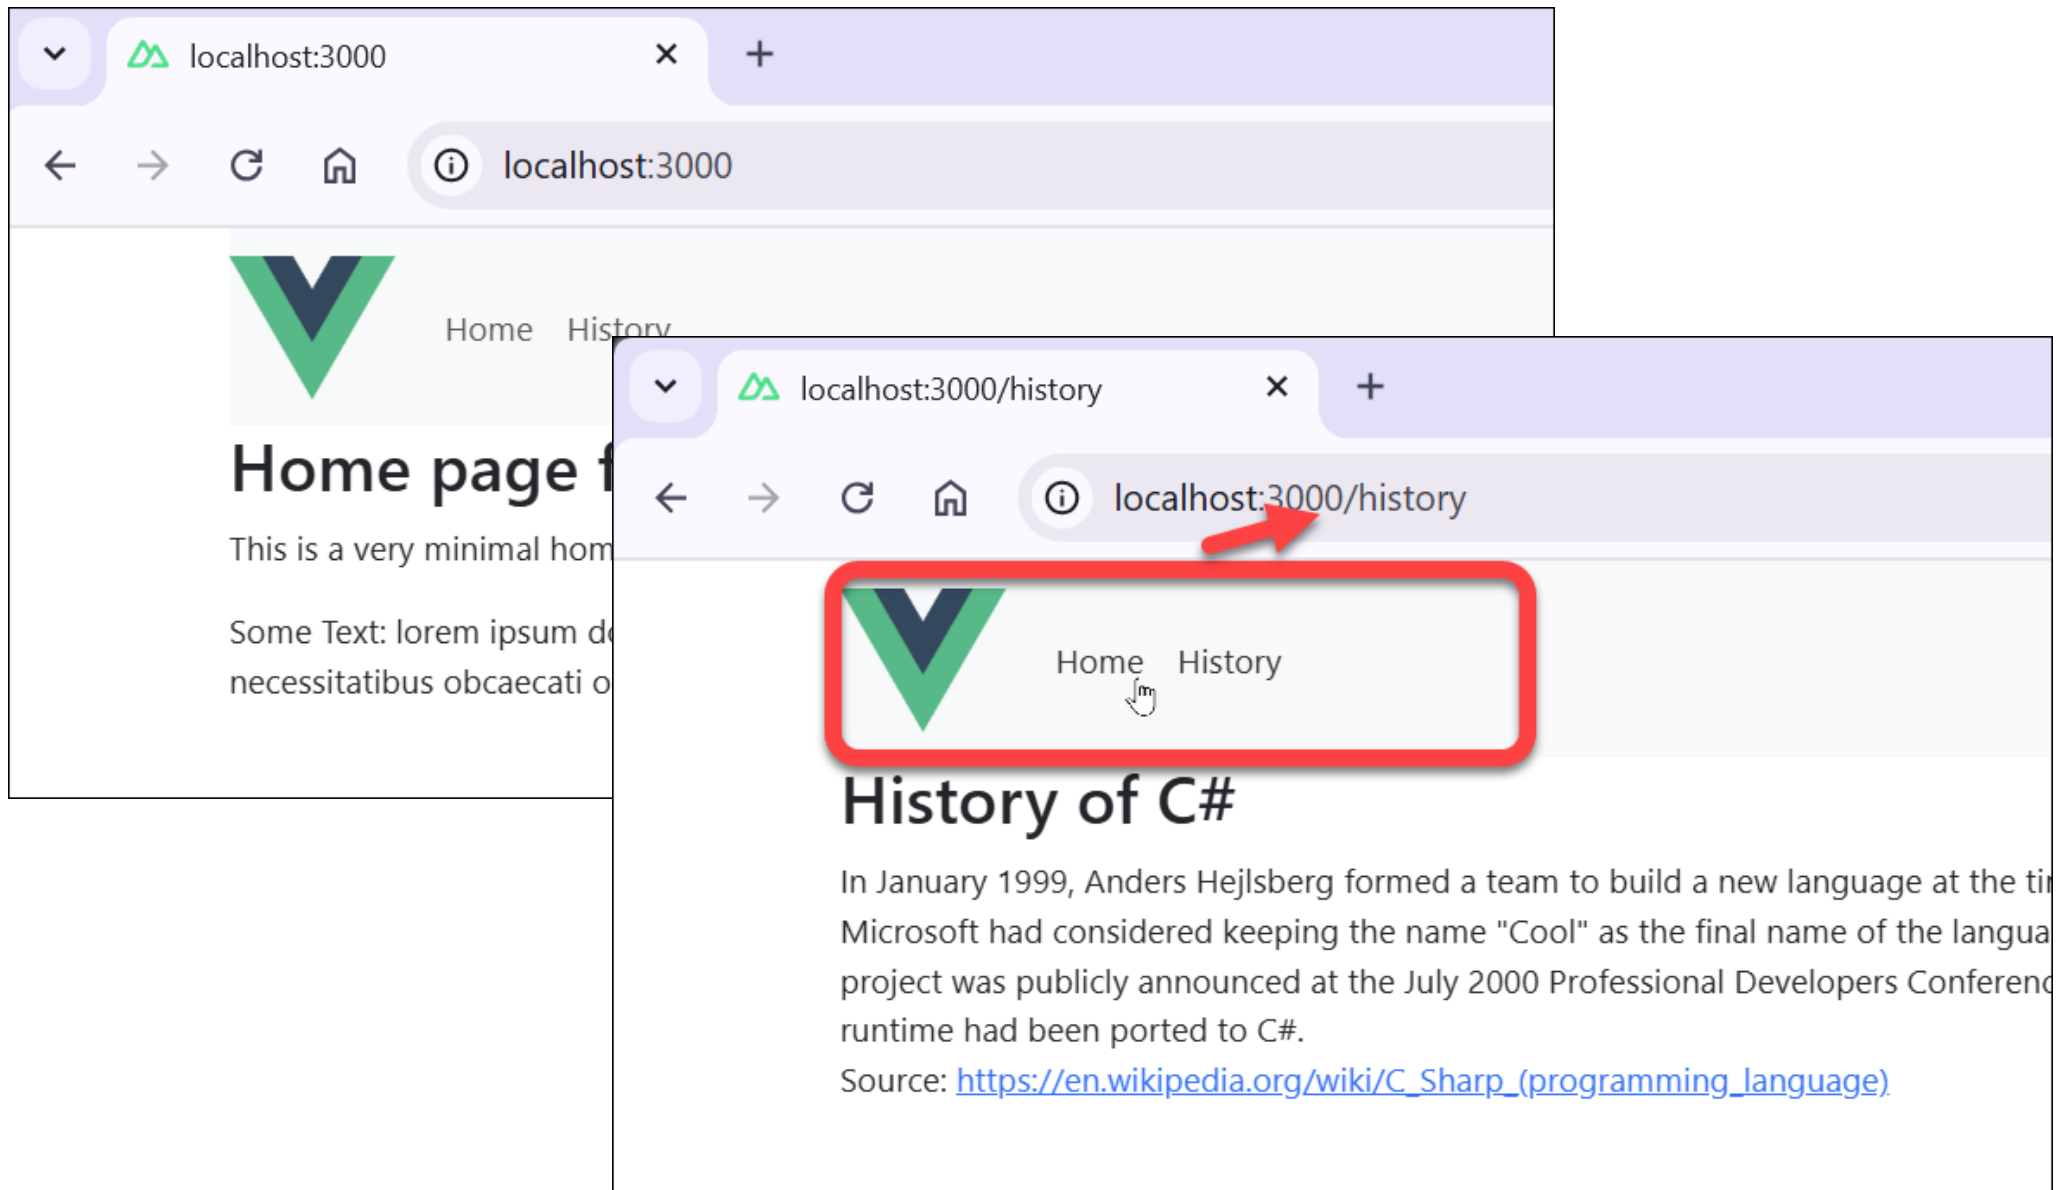 localhost:3000
localhost:3000
Home History
Home page
This is a very minimal
Some Text: lorem ipsum
necessitatibus obcaecati
localhost:3000/history
localhost:3000/history
Home History
History of C#
In January 1999, Anders Hejlsberg formed a team to build a new language at the
Microsoft had considered keeping the name "Cool" as the final name of the
project was publicly announced at the July 2000 Professional Developers
runtime had been ported to C#.
Source: https://en.wikipedia.org/wiki/C_Sharp_(programming_language)